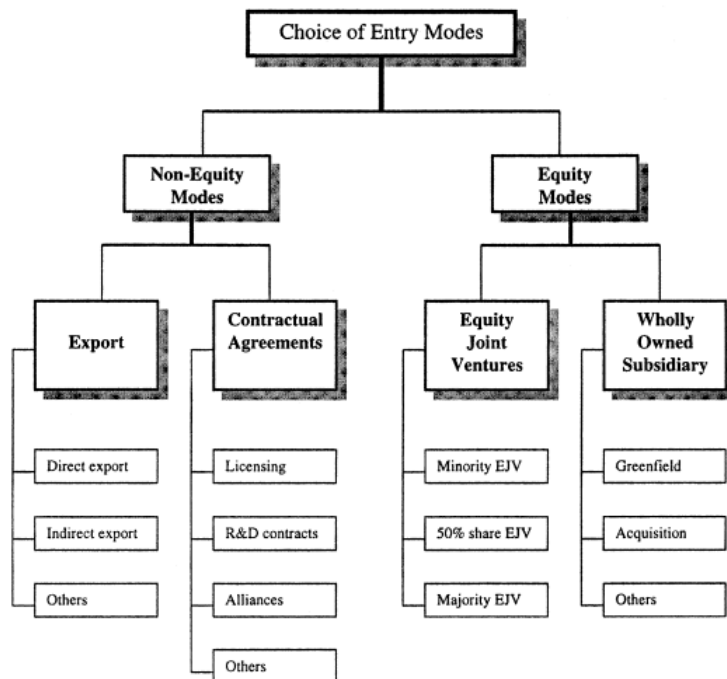 Choice of Entry Modes
Non-Equity
Modes
Equity
Modes
Export
Contractual
Agreements
Equity
Joint
Ventures
Wholly
Owned
Subsidiary
Direct export
Licensing
Minority EJV
Greenfield
Indirect export
R&D contracts
50% share EJV
Acquisition
Others
Alliances
Majority EJV
Others
Others